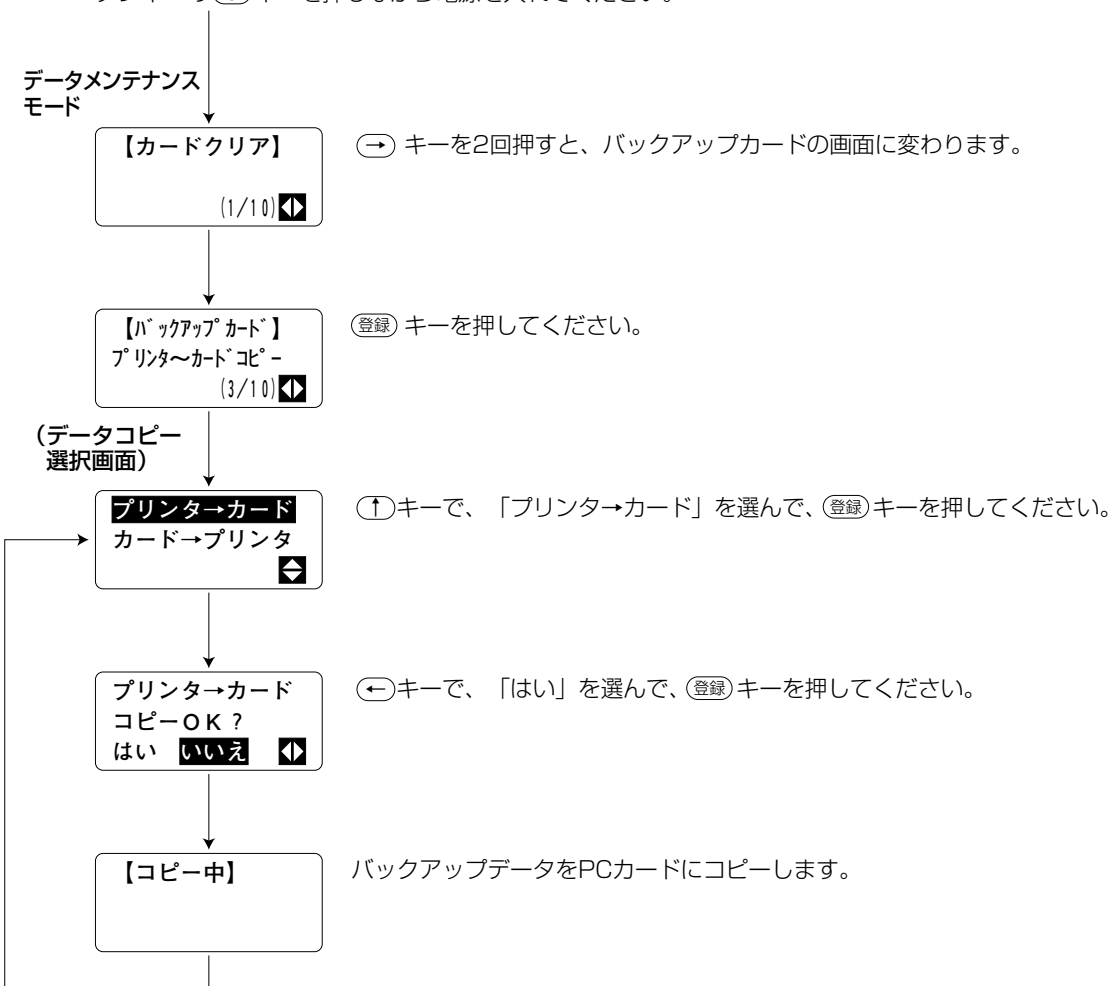 データメンテナンス
モード
【カードクリア】
(1/10)
→ キーを2回押すと、バックアップカードの画面に変わります。
【ﾊﾞｯｸｱｯﾌﾟｶｰﾄﾞ】
ﾌﾟﾘﾝﾀ～ｶｰﾄﾞｺﾋﾟｰ
(3/10)
登録 キーを押してください。
（データコピー
選択画面）
プリンタ→カード
カード→プリンタ
↑キーで、「プリンタ→カード」を選んで、登録キーを押してください。
プリンタ→カード
コピーＯＫ？
はい いいえ
←キーで、「はい」を選んで、登録キーを押してください。
【コピー中】
バックアップデータをPCカードにコピーします。